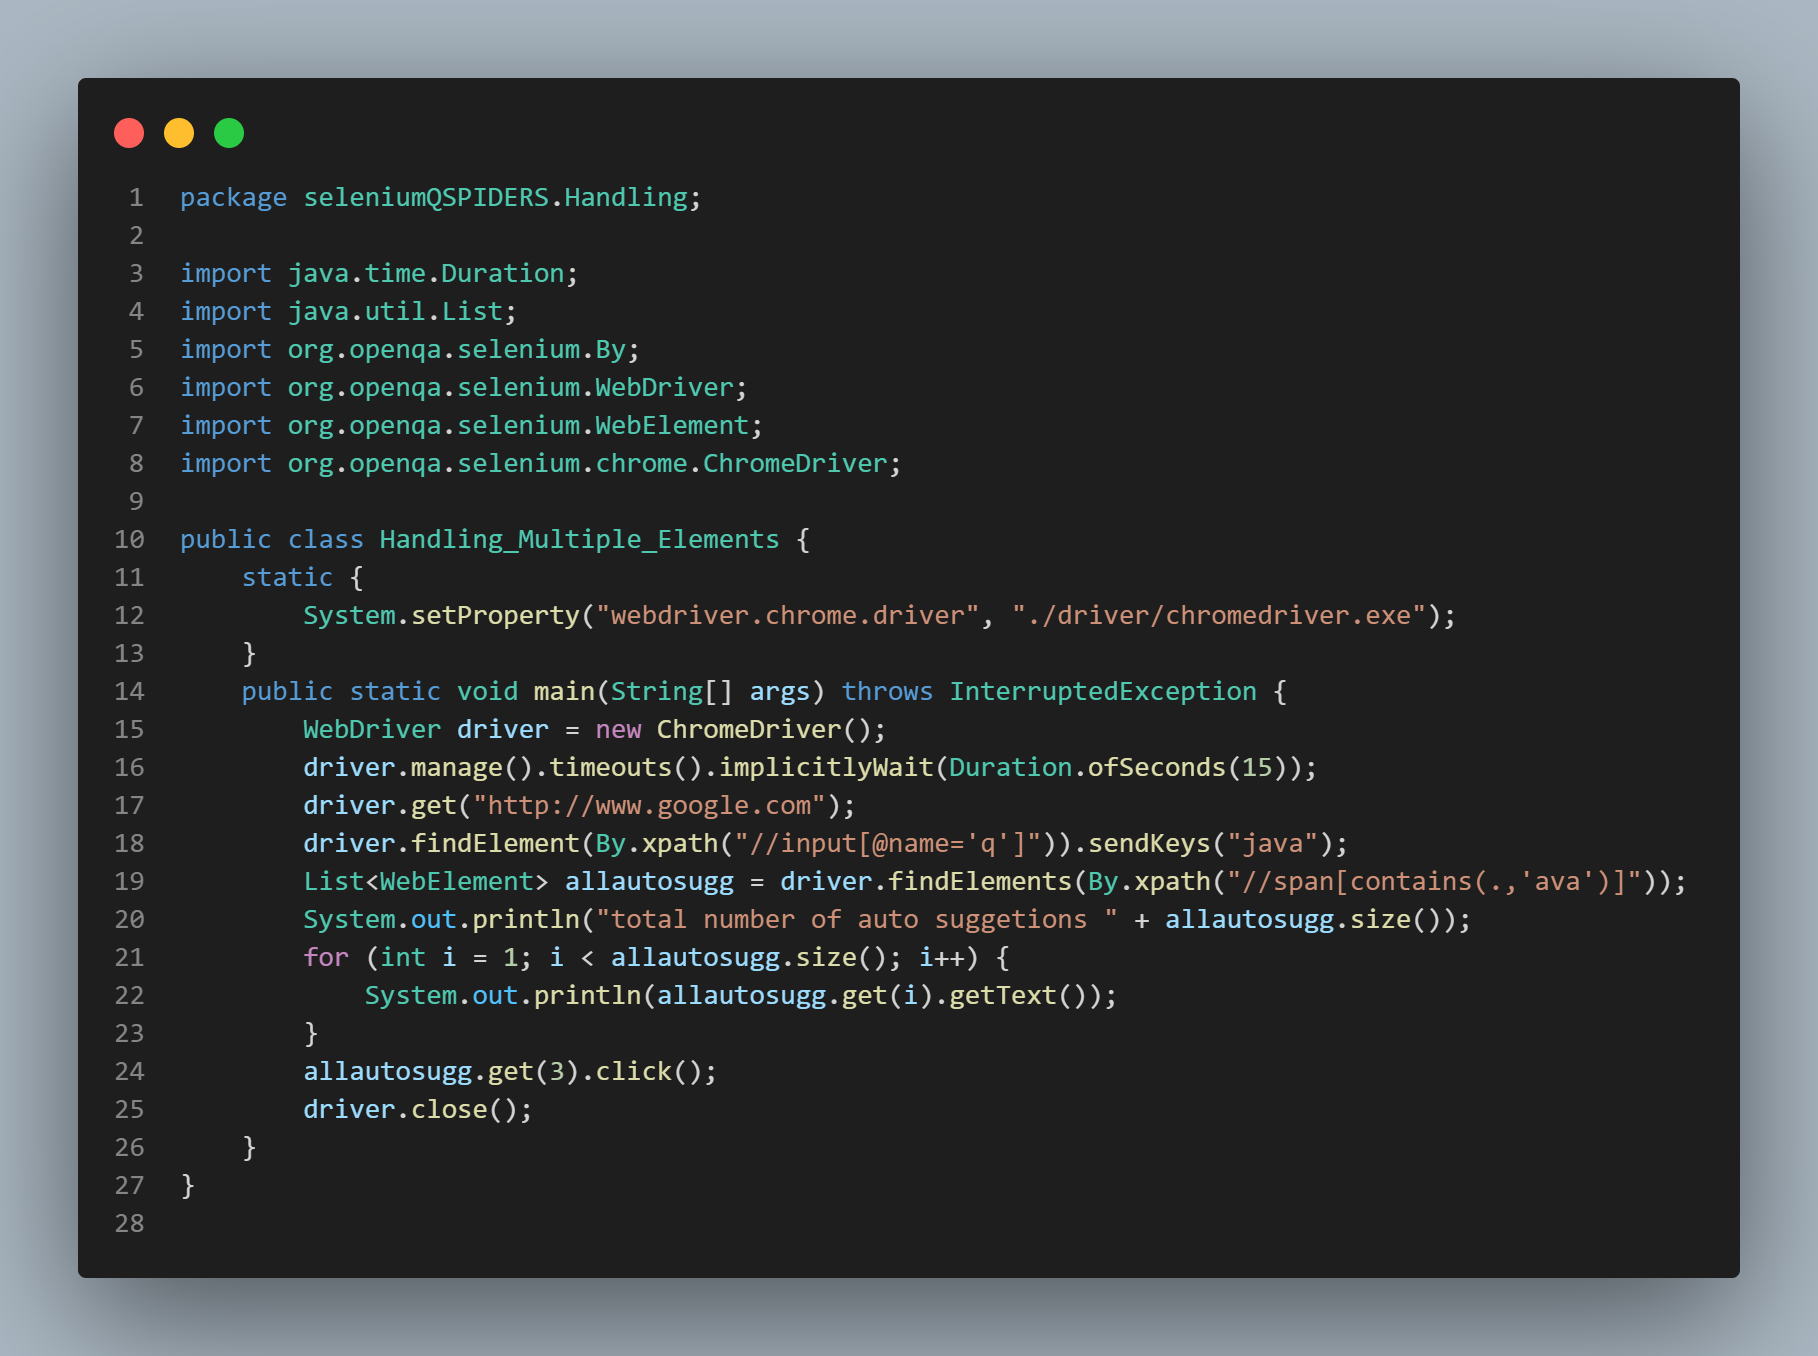 1 package seleniumQSPIDERS.Handling;
2
3 import java.time.Duration;
4 import java.util.List;
5 import org.openqa.selenium.By;
6 import org.openqa.selenium.WebDriver;
7 import org.openqa.selenium.WebElement;
8 import org.openqa.selenium.chrome.ChromeDriver;
9
10 public class Handling_Multiple_Elements {
11     static {
12         System.setProperty("webdriver.chrome.driver", "./driver/chromedriver.exe");
13     }
14     public static void main(String[] args) throws InterruptedException {
15         WebDriver driver = new ChromeDriver();
16         driver.manage().timeouts().implicitlyWait(Duration.ofSeconds(15));
17         driver.get("http://www.google.com");
18         driver.findElement(By.xpath("//input[@name='q']")).sendKeys("java");
19         List<WebElement> allautosugg = driver.findElements(By.xpath("//span[contains(.,'ava')]"));
20         System.out.println("total number of auto suggetions " + allautosugg.size());
21         for (int i = 1; i < allautosugg.size(); i++) {
22             System.out.println(allautosugg.get(i).getText());
23         }
24         allautosugg.get(3).click();
25         driver.close();
26     }
27 }
28